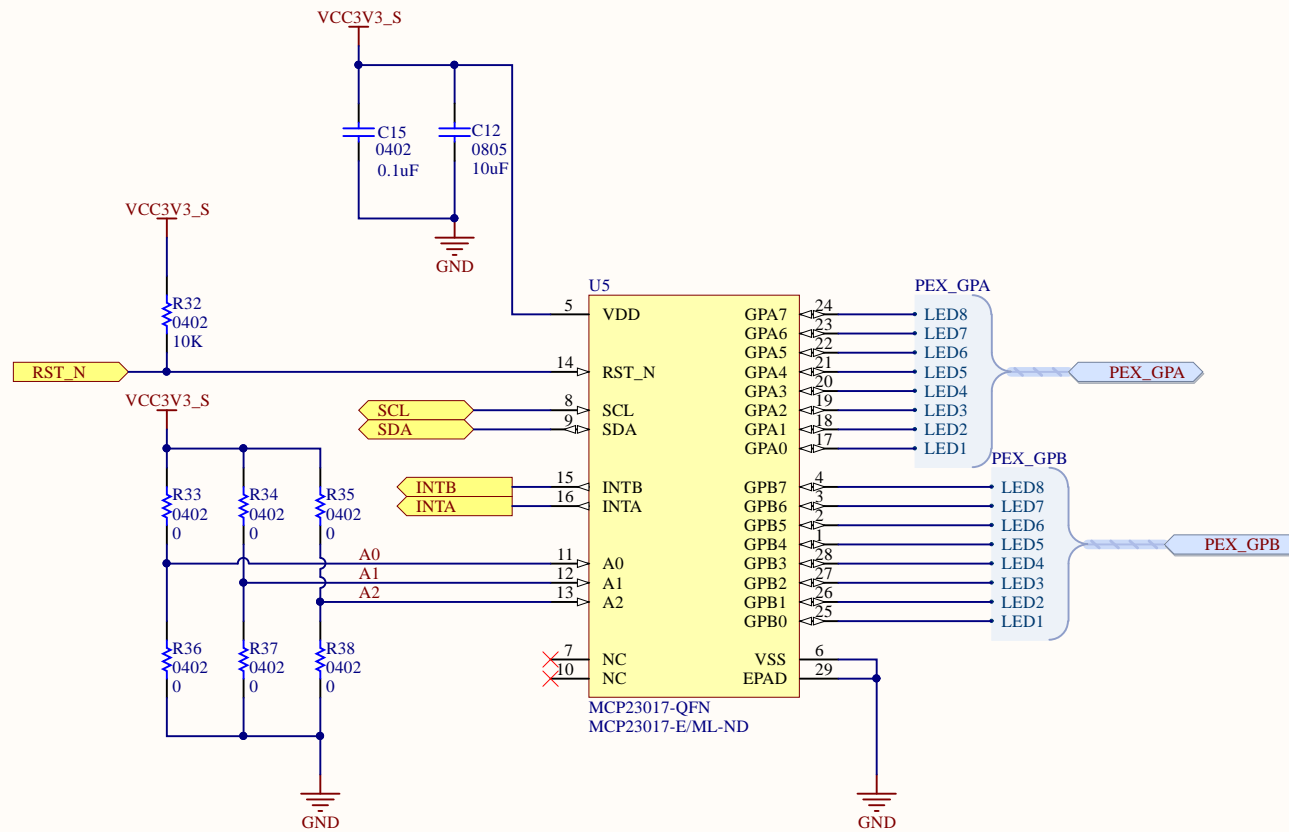 VCC3V3_S
C15
0402
0.1uF
C12
0805
10uF
GND
VCC3V3_S
R32
0402
10K
RST_N
VCC3V3_S
R33
0402
0
R34
0402
0
R35
0402
0
A0
A1
A2
R36
0402
0
R37
0402
0
R38
0402
0
GND
SCL
SDA
INTB
INTA
U5
5 VDD
14 RST_N
8 SCL
9 SDA
15 INTB
16 INTA
11 A0
12 A1
13 A2
7 NC
10 NC
GPA7 24
GPA6 23
GPA5 22
GPA4 21
GPA3 20
GPA2 19
GPA1 18
GPA0 17
GPB7 4
GPB6 3
GPB5 2
GPB4 1
GPB3 28
GPB2 27
GPB1 26
GPB0 25
VSS 6
EPAD 29
MCP23017-QFN
MCP23017-E/ML-ND
GND
PEX_GPA
LED8
LED7
LED6
LED5
LED4
LED3
LED2
LED1
PEX_GPA
PEX_GPB
LED8
LED7
LED6
LED5
LED4
LED3
LED2
LED1
PEX_GPB